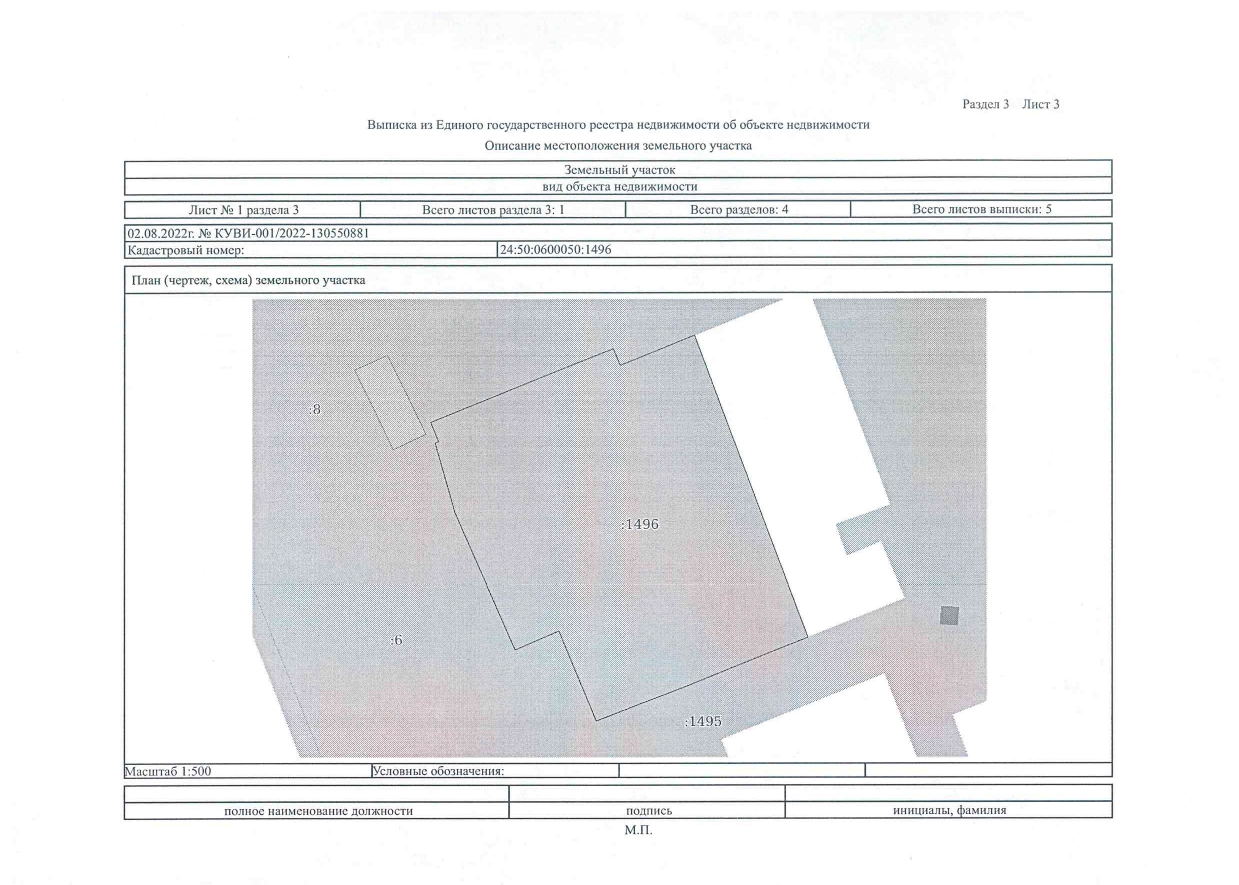 Раздел 3 Лист 3
Выписка из Единого государственного реестра недвижимости об объекте недвижимости
Описание местоположения земельного участка
Земельный участок
вид объекта недвижимости
Лист № 1 раздела 3 Всего листов раздела 3: 1 Всего разделов: 4 Всего листов выписки: 5
02.08.2022г. № КУВИ-001/2022-130550881
Кадастровый номер: 24:50:0600050:1496
План (чертеж, схема) земельного участка
:8
:1496
:6
:1495
Масштаб 1:500 Условные обозначения:
полное наименование должности подпись инициалы, фамилия
М.П.